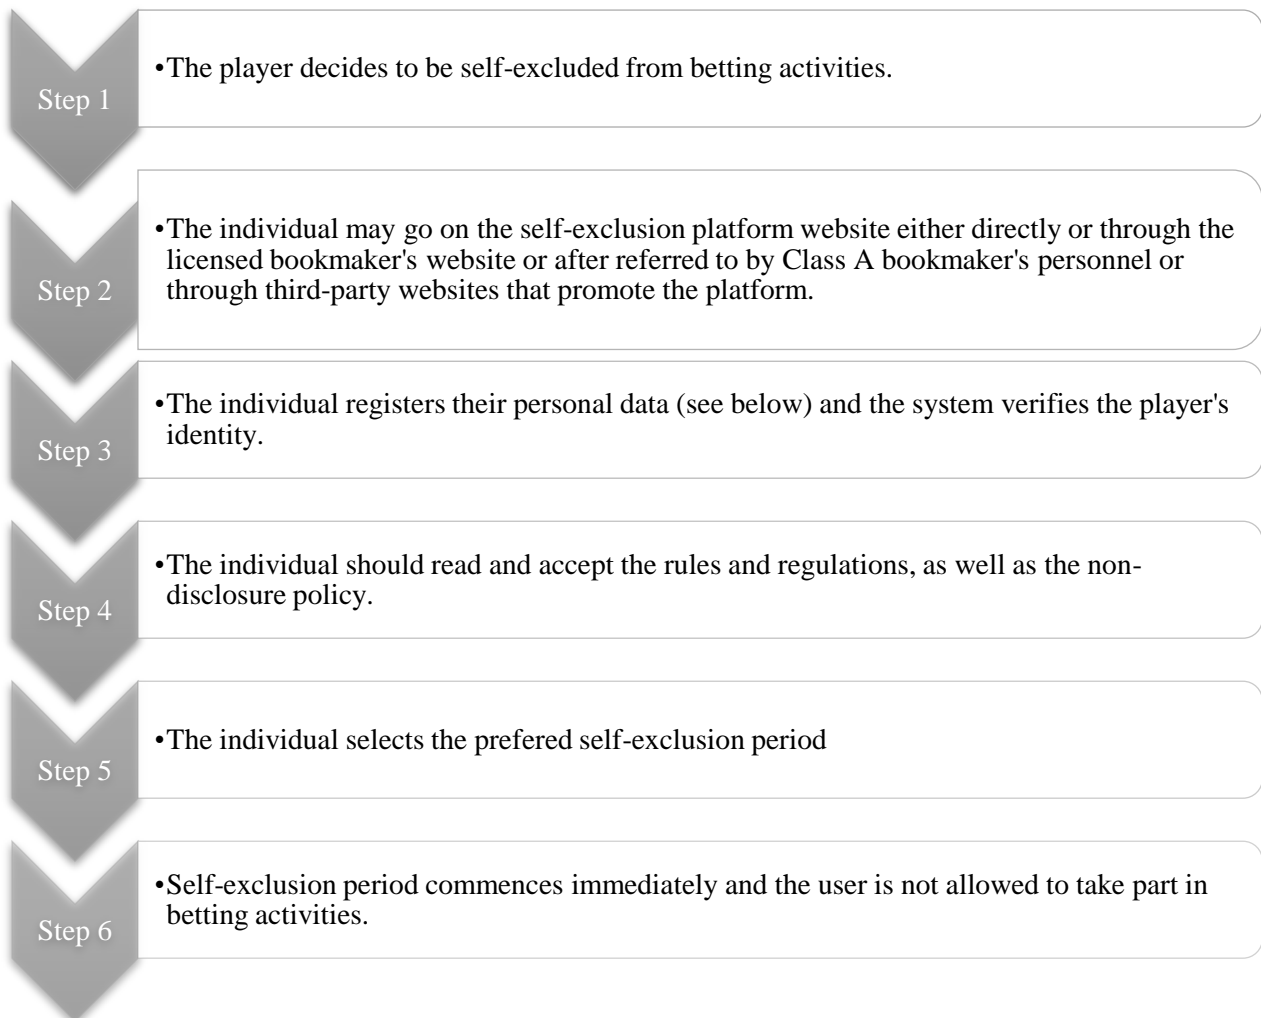 Step 1
•The player decides to be self-excluded from betting activities.
Step 2
•The individual may go on the self-exclusion platform website either directly or through the
licensed bookmaker's website or after referred to by Class A bookmaker's personnel or
through third-party websites that promote the platform.
Step 3
•The individual registers their personal data (see below) and the system verifies the player's
identity.
Step 4
•The individual should read and accept the rules and regulations, as well as the non-
disclosure policy.
Step 5
•The individual selects the prefered self-exclusion period
Step 6
•Self-exclusion period commences immediately and the user is not allowed to take part in
betting activities.